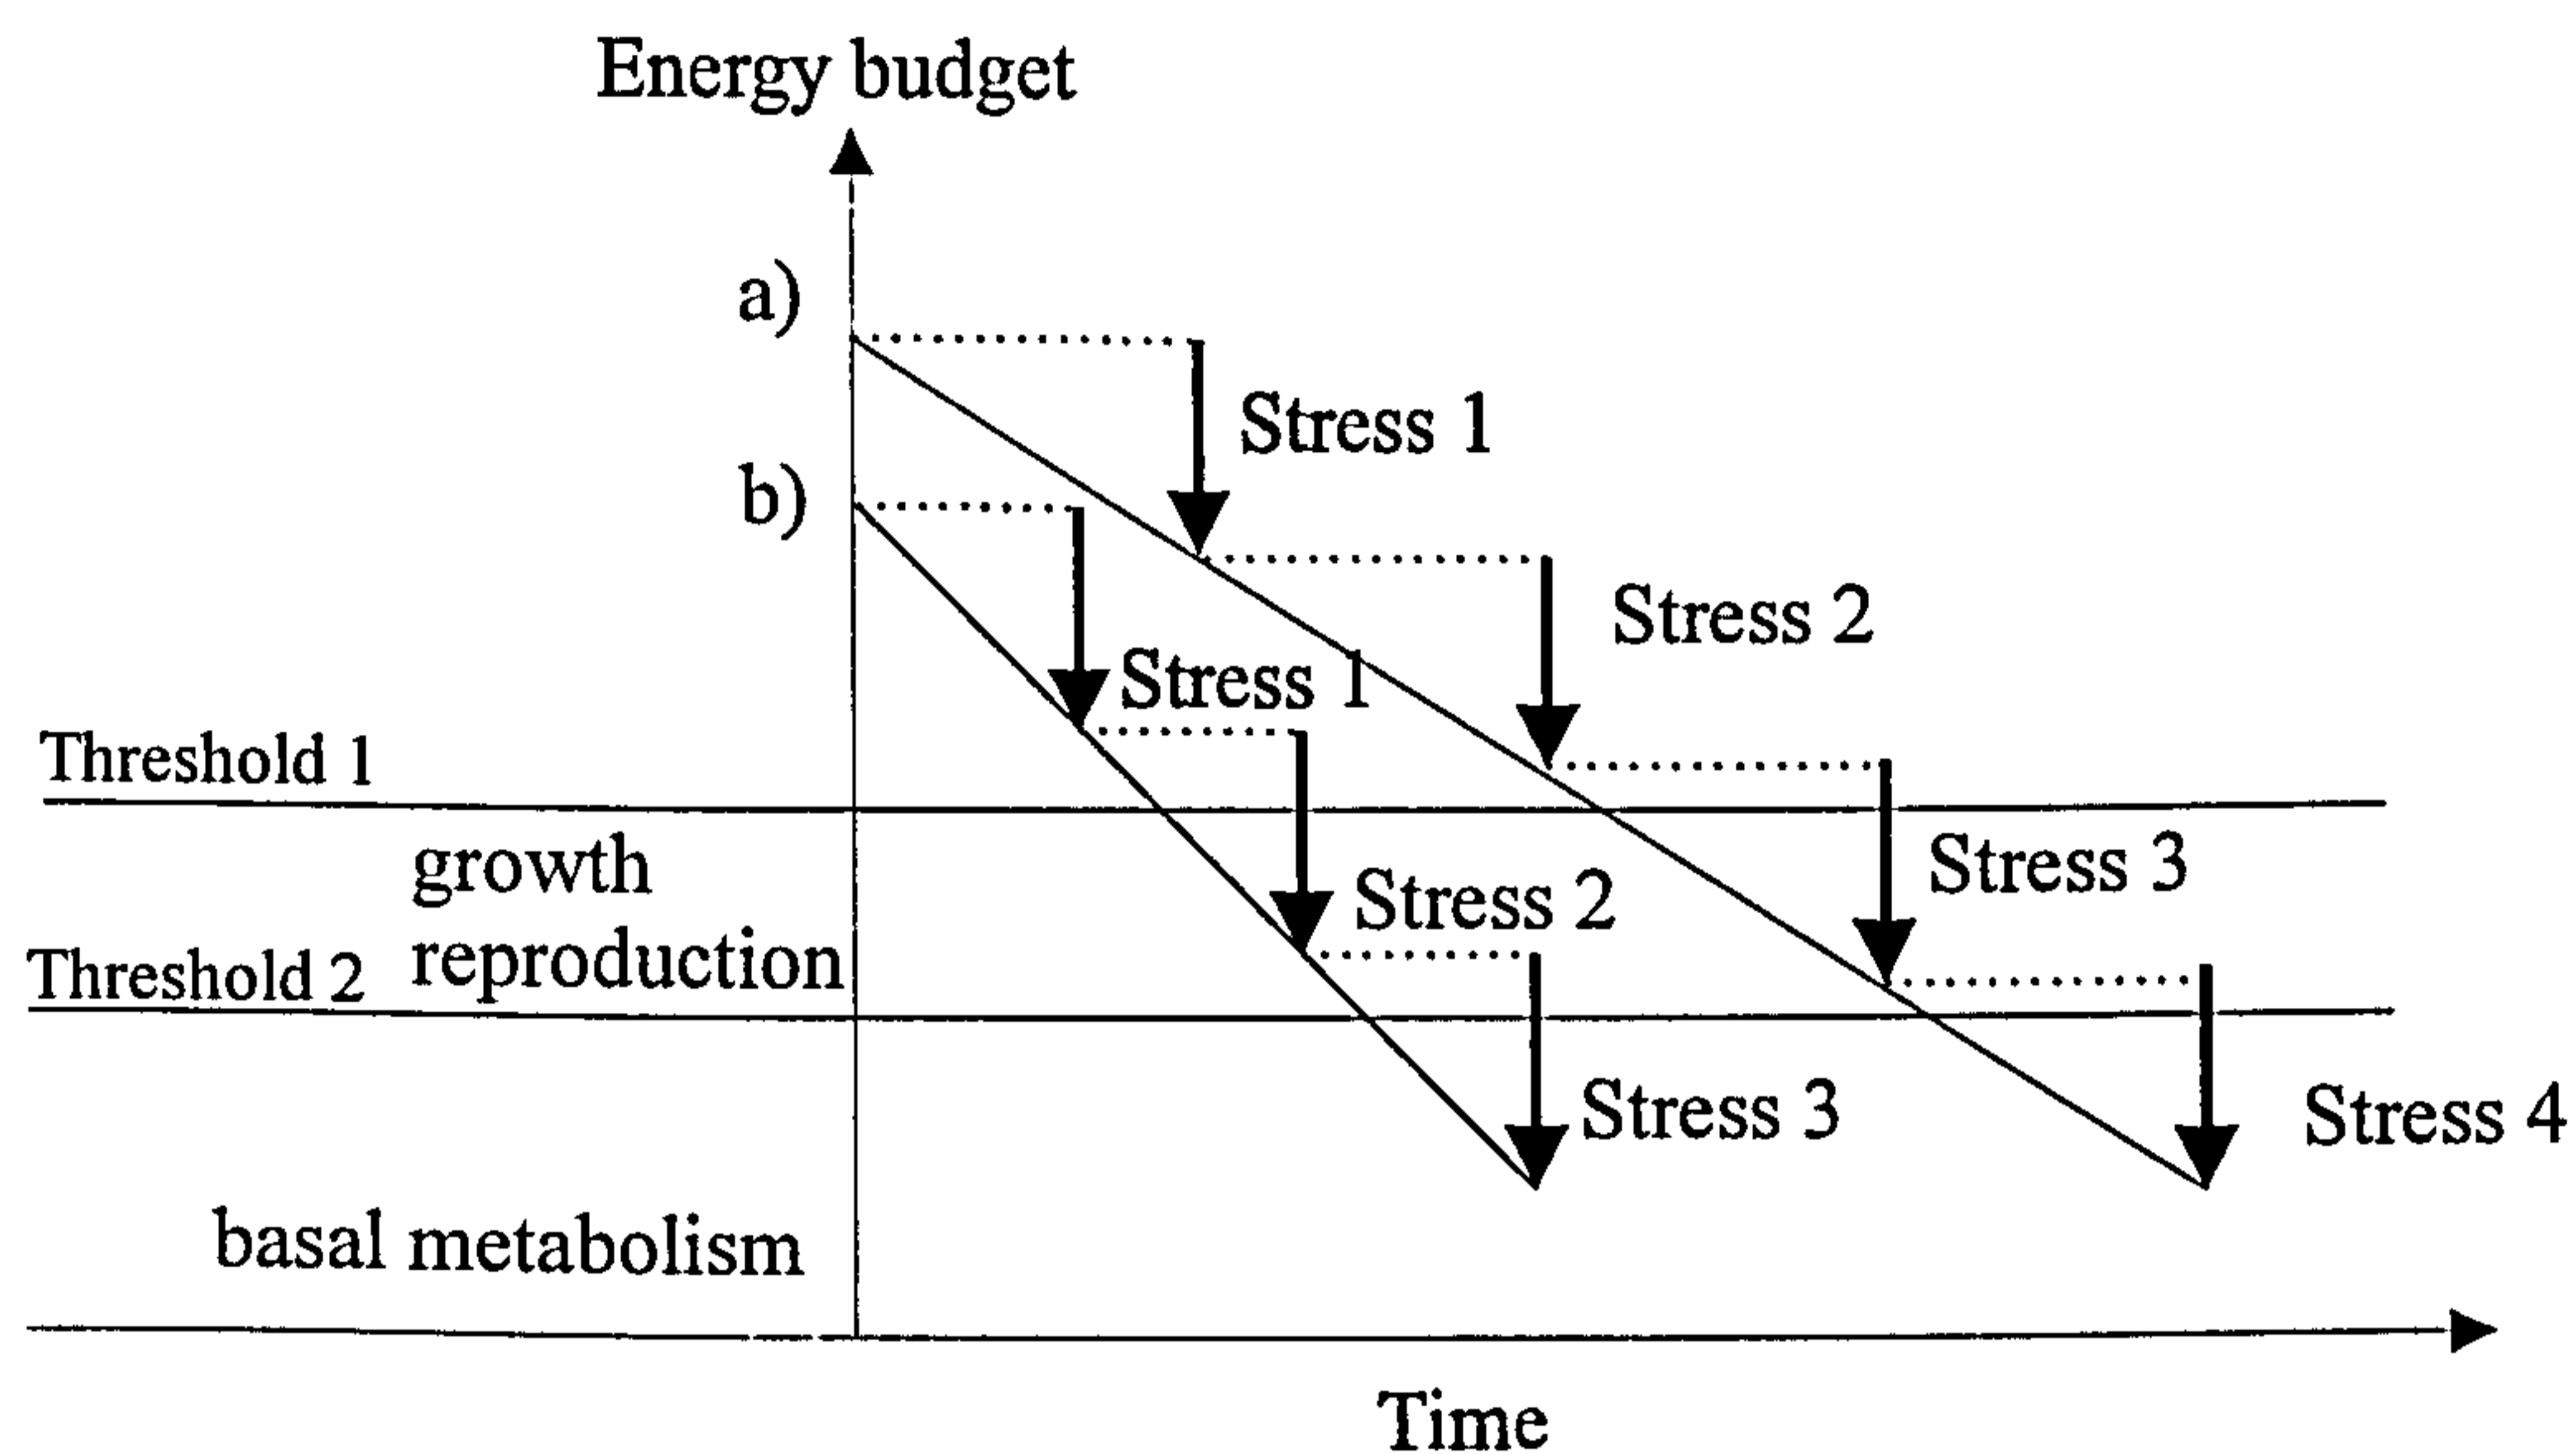 Energy budget
a)
Stress 1
b)
Stress 2
Stress 1
Threshold 1
growth
Stress 3
Stress 2
reproduction
Threshold 2
Stress 3
Stress 4
basal metabolism
Time